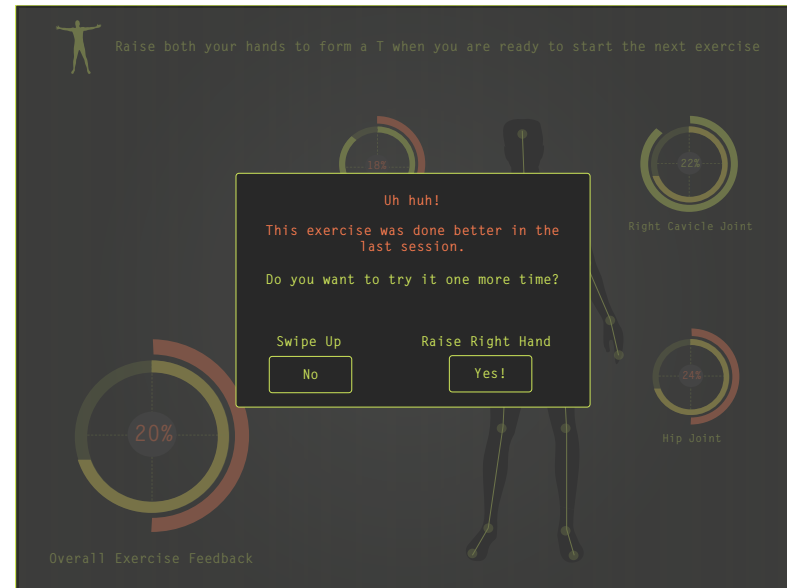 Raise both your hands to form a T when you are ready to start the next exercise
18%
22%
Right Cavicle Joint
Uh huh!
This exercise was done better in the
last session.
Do you want to try it one more time?
Swipe Up
Raise Right Hand
No
Yes!
24%
Hip Joint
20%
Overall Exercise Feedback